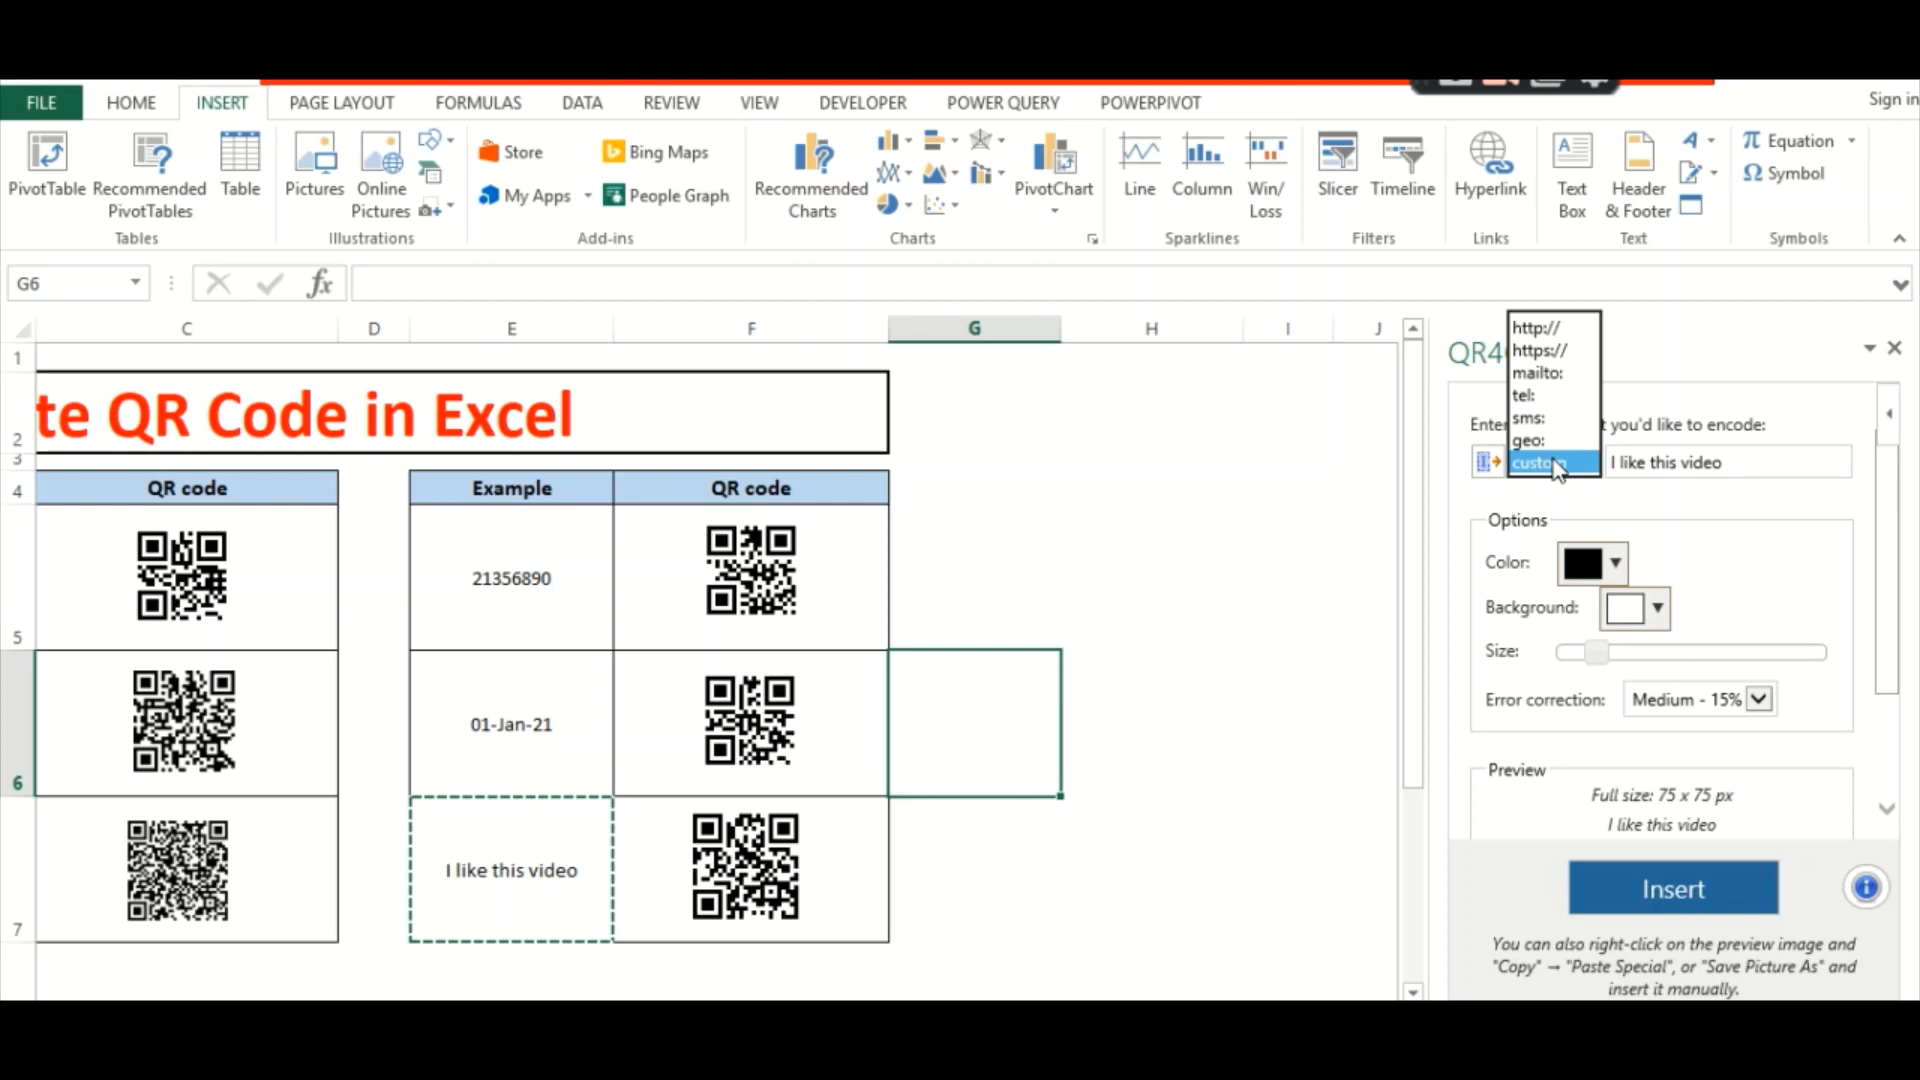 Sign in
FILE HOME INSERT PAGE LAYOUT FORMULAS DATA REVIEW VIEW DEVELOPER POWER QUERY POWERPIVOT
PivotTable
Recommended
PivotTables
Table
Tables
Pictures
Online
Pictures
Illustrations
Store
My Apps
Bing Maps
People Graph
Add-ins
Recommended
Charts
PivotChart
Charts
Line
Column
Win/
Loss
Sparklines
Slicer
Timeline
Filters
Hyperlink
Links
Text
Box
Header
& Footer
Text
Equation
Symbol
Symbols
G6
fx
C D E F G H I J
1
2
3
4
5
6
7
te QR Code in Excel
QR code
Example
QR code
21356890
01-Jan-21
I like this video
QR4
http://
https://
mailto:
tel:
sms:
geo:
custom
Enter
t you'd like to encode:
I like this video
Options
Color:
Background:
Size:
Error correction: Medium - 15%
Preview
Full size: 75 x 75 px
I like this video
Insert
You can also right-click on the preview image and
"Copy" → "Paste Special", or "Save Picture As" and
insert it manually.